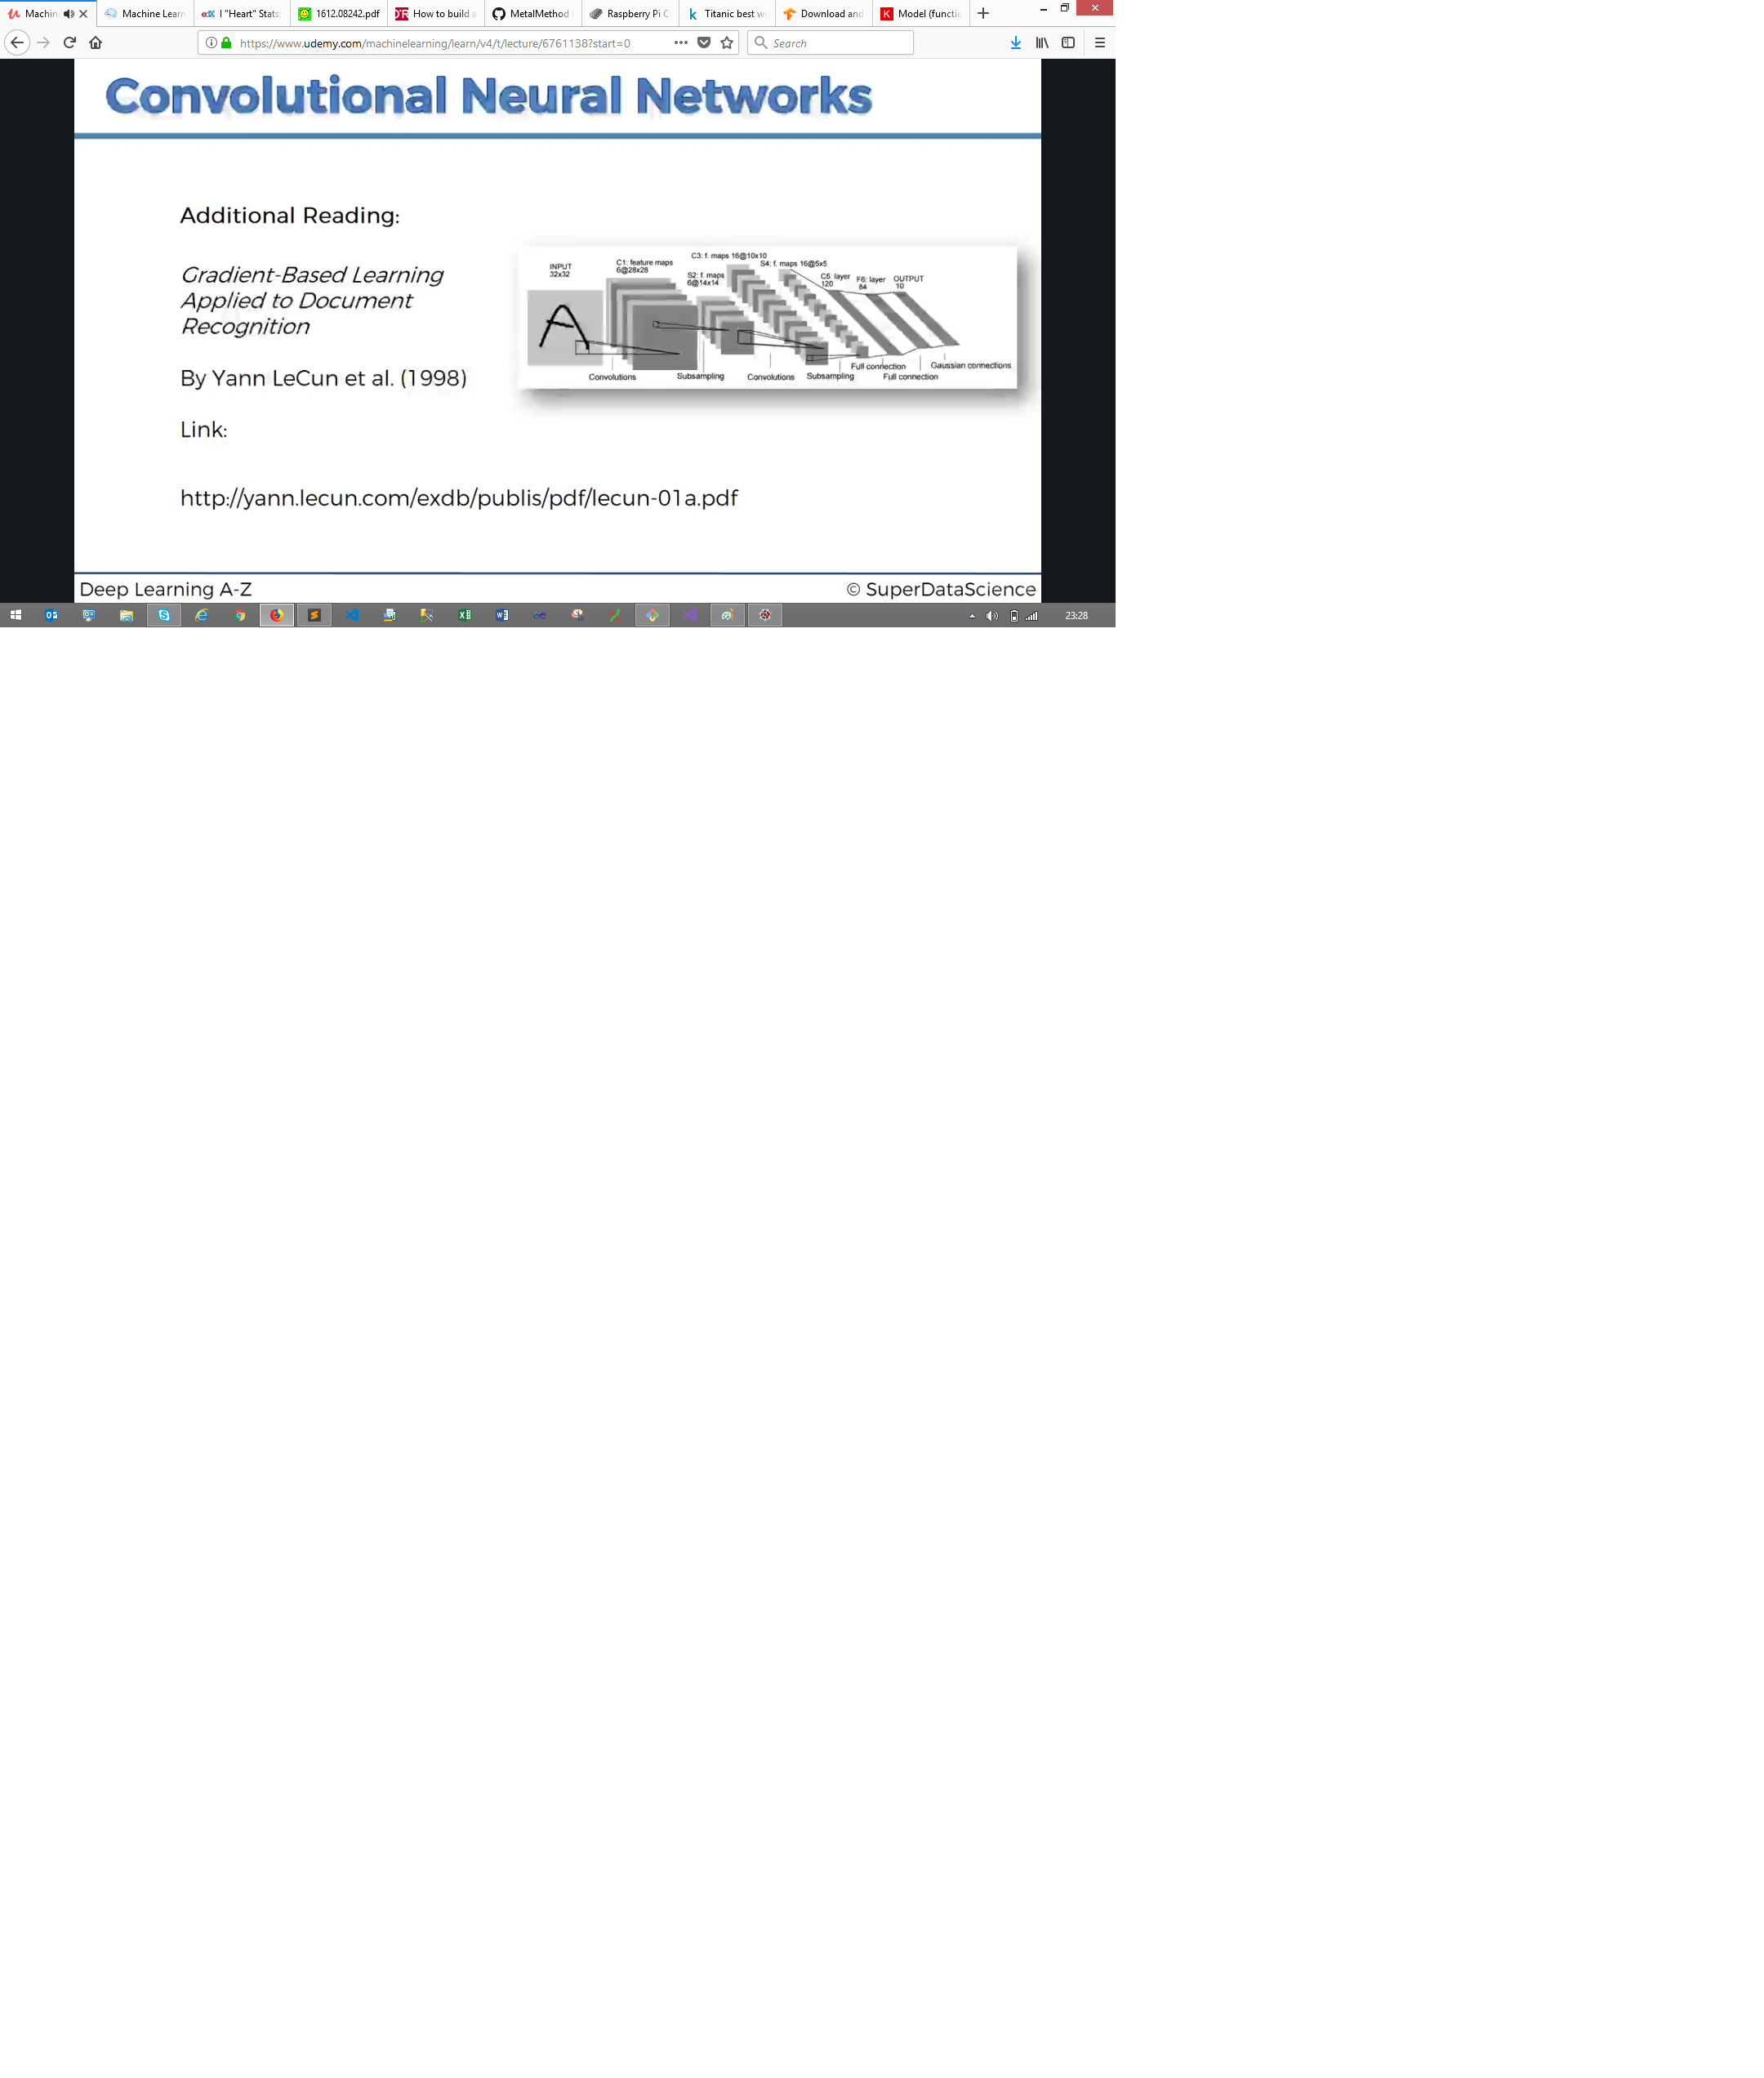 Machin
Machine Learn
I "Heart" Stats:
1612.08242.pdf
How to build a
MetalMethod
Raspberry Pi C
Titanic best wo
Download and
Model (functio
https://www.udemy.com/machinelearning/learn/v4/t/lecture/6761138?start=0
Search
Convolutional Neural Networks
Additional Reading:
Gradient-Based Learning
Applied to Document
Recognition
By Yann LeCun et al. (1998)
Link:
http://yann.lecun.com/exdb/publis/pdf/lecun-01a.pdf
INPUT
32x32
C1: feature maps
6@28x28
S2: f. maps
6@14x14
C3: f. maps 16@10x10
S4: f. maps 16@5x5
C5: layer
120
F6: layer
84
OUTPUT
10
A
Convolutions
Subsampling
Convolutions
Subsampling
Full connection
Full connection
Gaussian connections
Deep Learning A-Z
© SuperDataScience
23:28